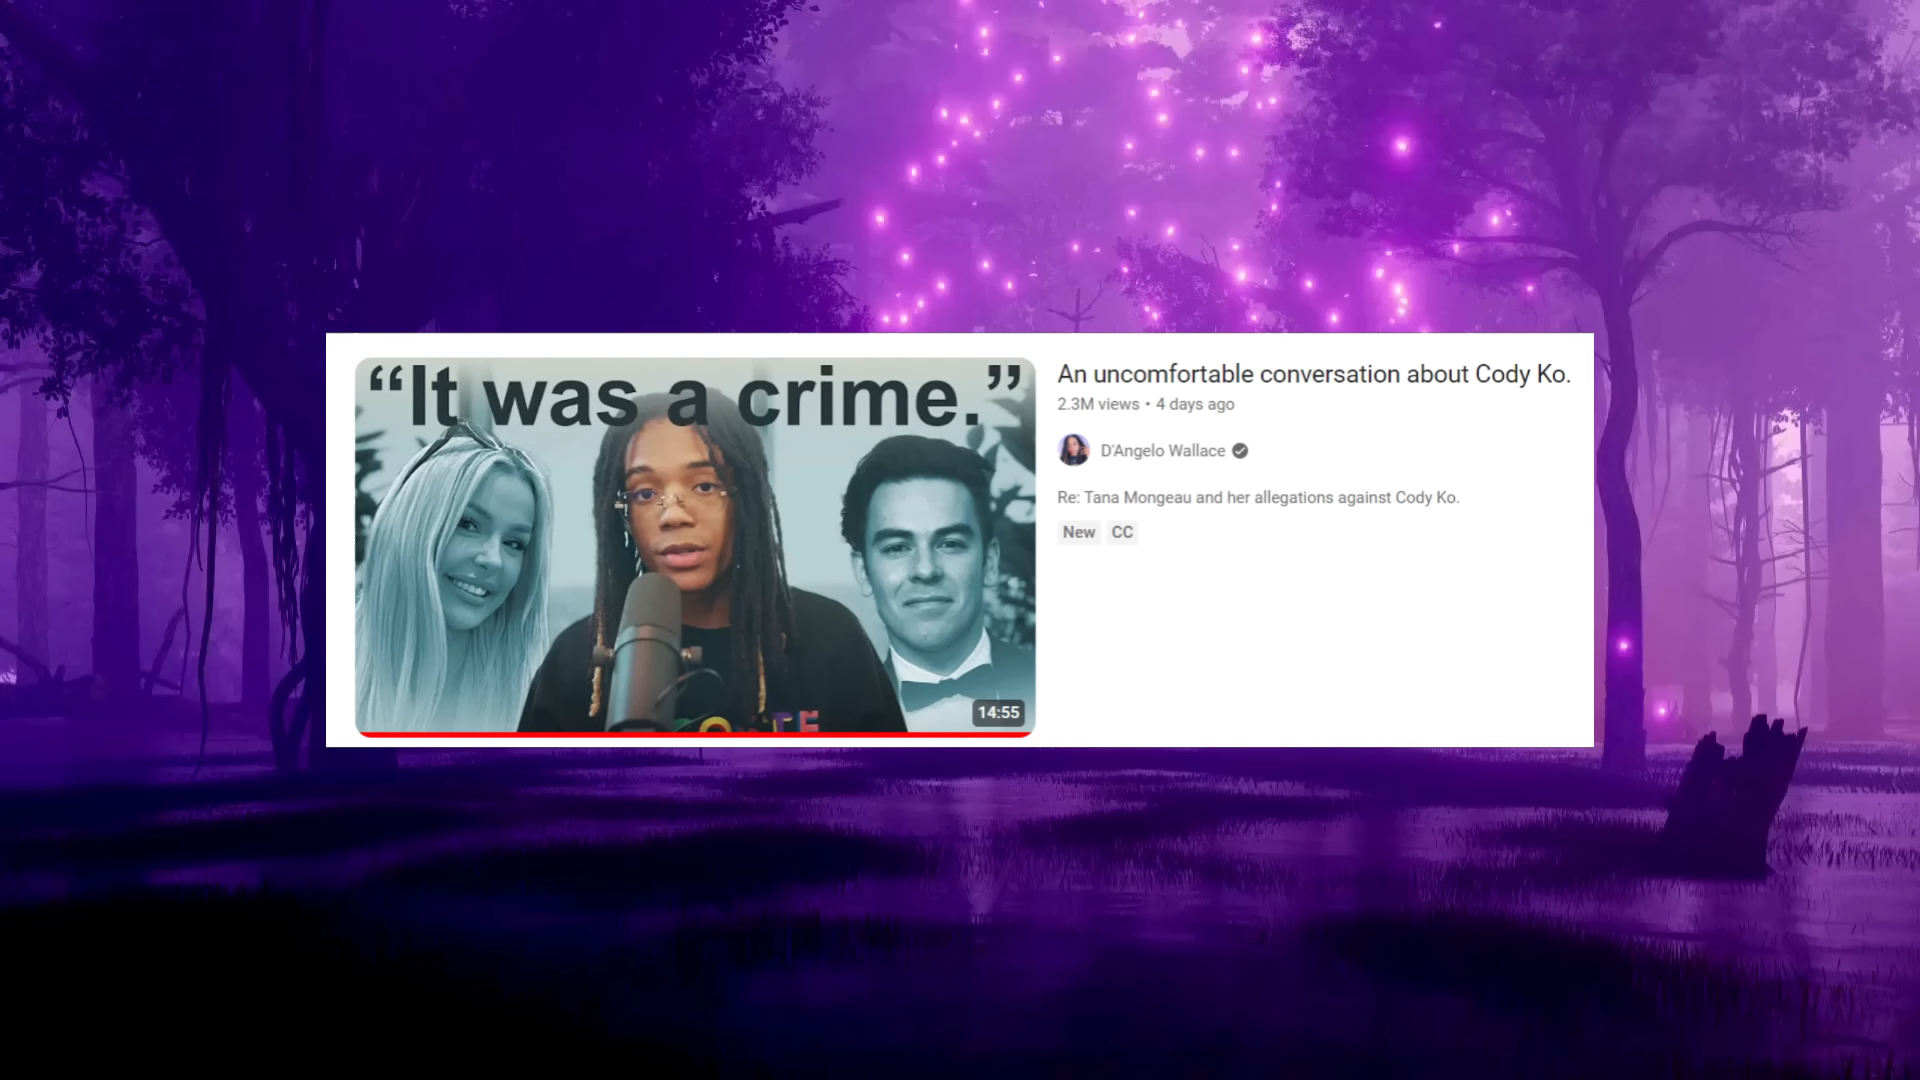 “It was a crime.”
14:55
An uncomfortable conversation about Cody Ko.
2.3M views • 4 days ago
D'Angelo Wallace
Re: Tana Mongeau and her allegations against Cody Ko.
New CC